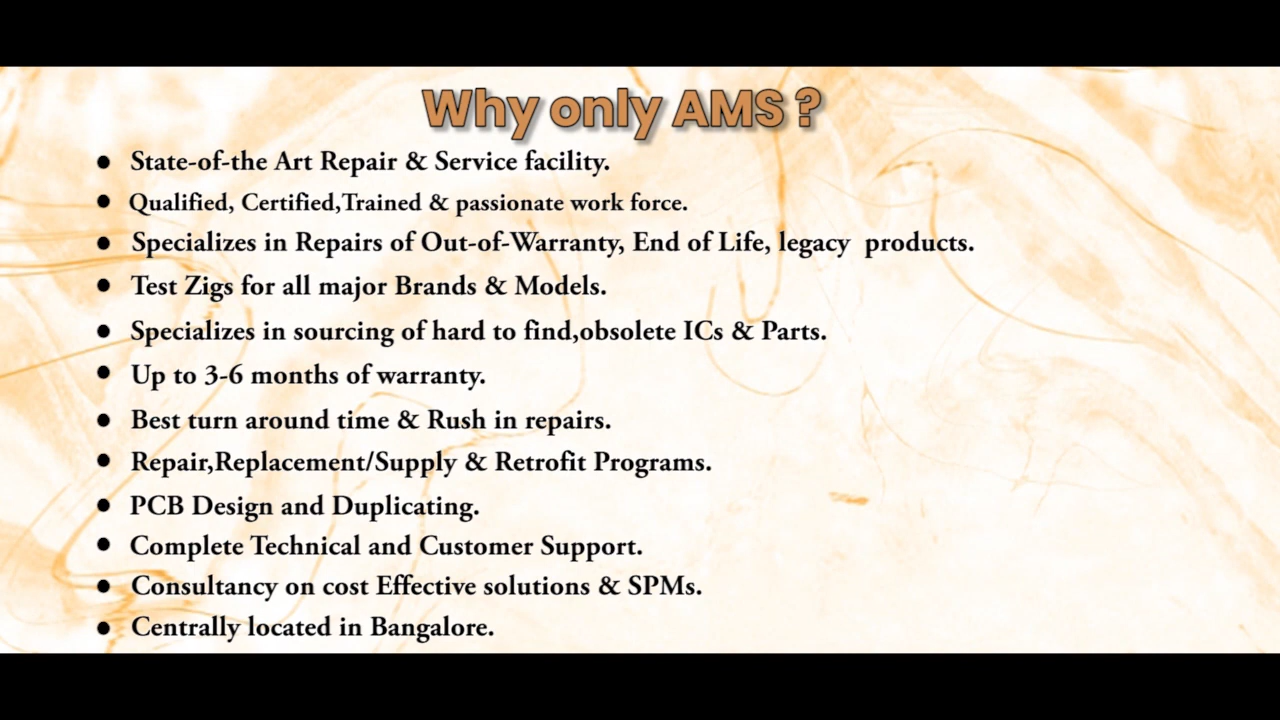 Why only AMS ?
● State-of-the Art Repair & Service facility.
● Qualified, Certified,Trained & passionate work force.
● Specializes in Repairs of Out-of-Warranty, End of Life, legacy  products.
● Test Zigs for all major Brands & Models.
● Specializes in sourcing of hard to find,obsolete ICs & Parts.
● Up to 3-6 months of warranty.
● Best turn around time & Rush in repairs.
● Repair,Replacement/Supply & Retrofit Programs.
● PCB Design and Duplicating.
● Complete Technical and Customer Support.
● Consultancy on cost Effective solutions & SPMs.
● Centrally located in Bangalore.